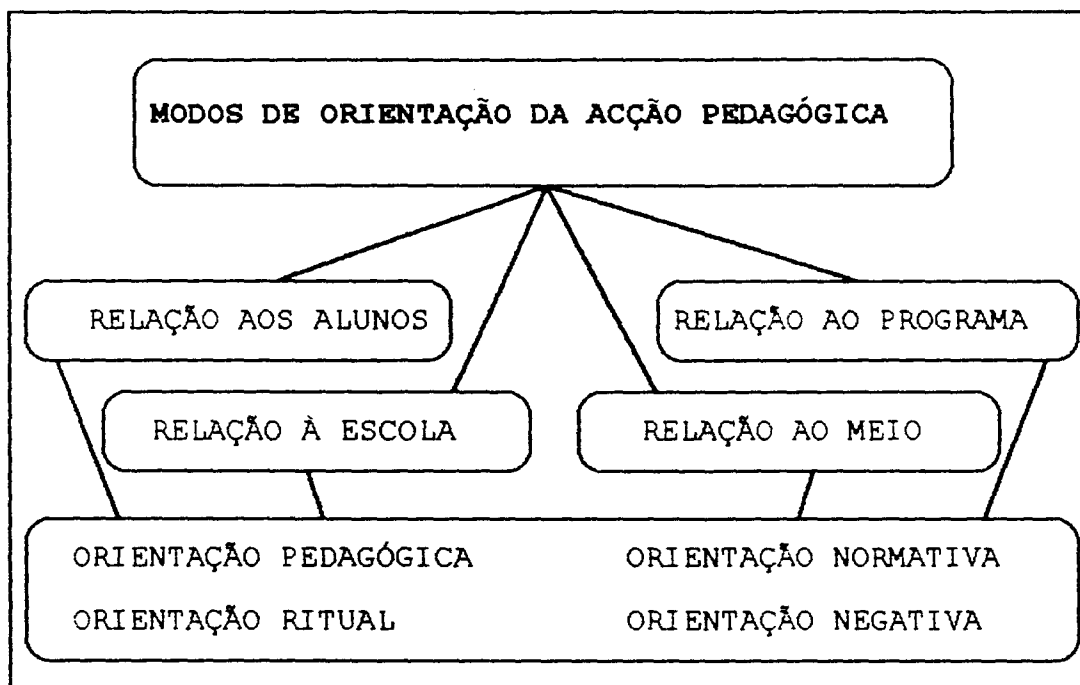 MODOS DE ORIENTAÇÃO DA ACÇÃO PEDAGÓGICA
RELAÇÃO AOS ALUNOS
RELAÇÃO AO PROGRAMA
RELAÇÃO À ESCOLA
RELAÇÃO AO MEIO
ORIENTAÇÃO PEDAGÓGICA
ORIENTAÇÃO NORMATIVA
ORIENTAÇÃO RITUAL
ORIENTAÇÃO NEGATIVA